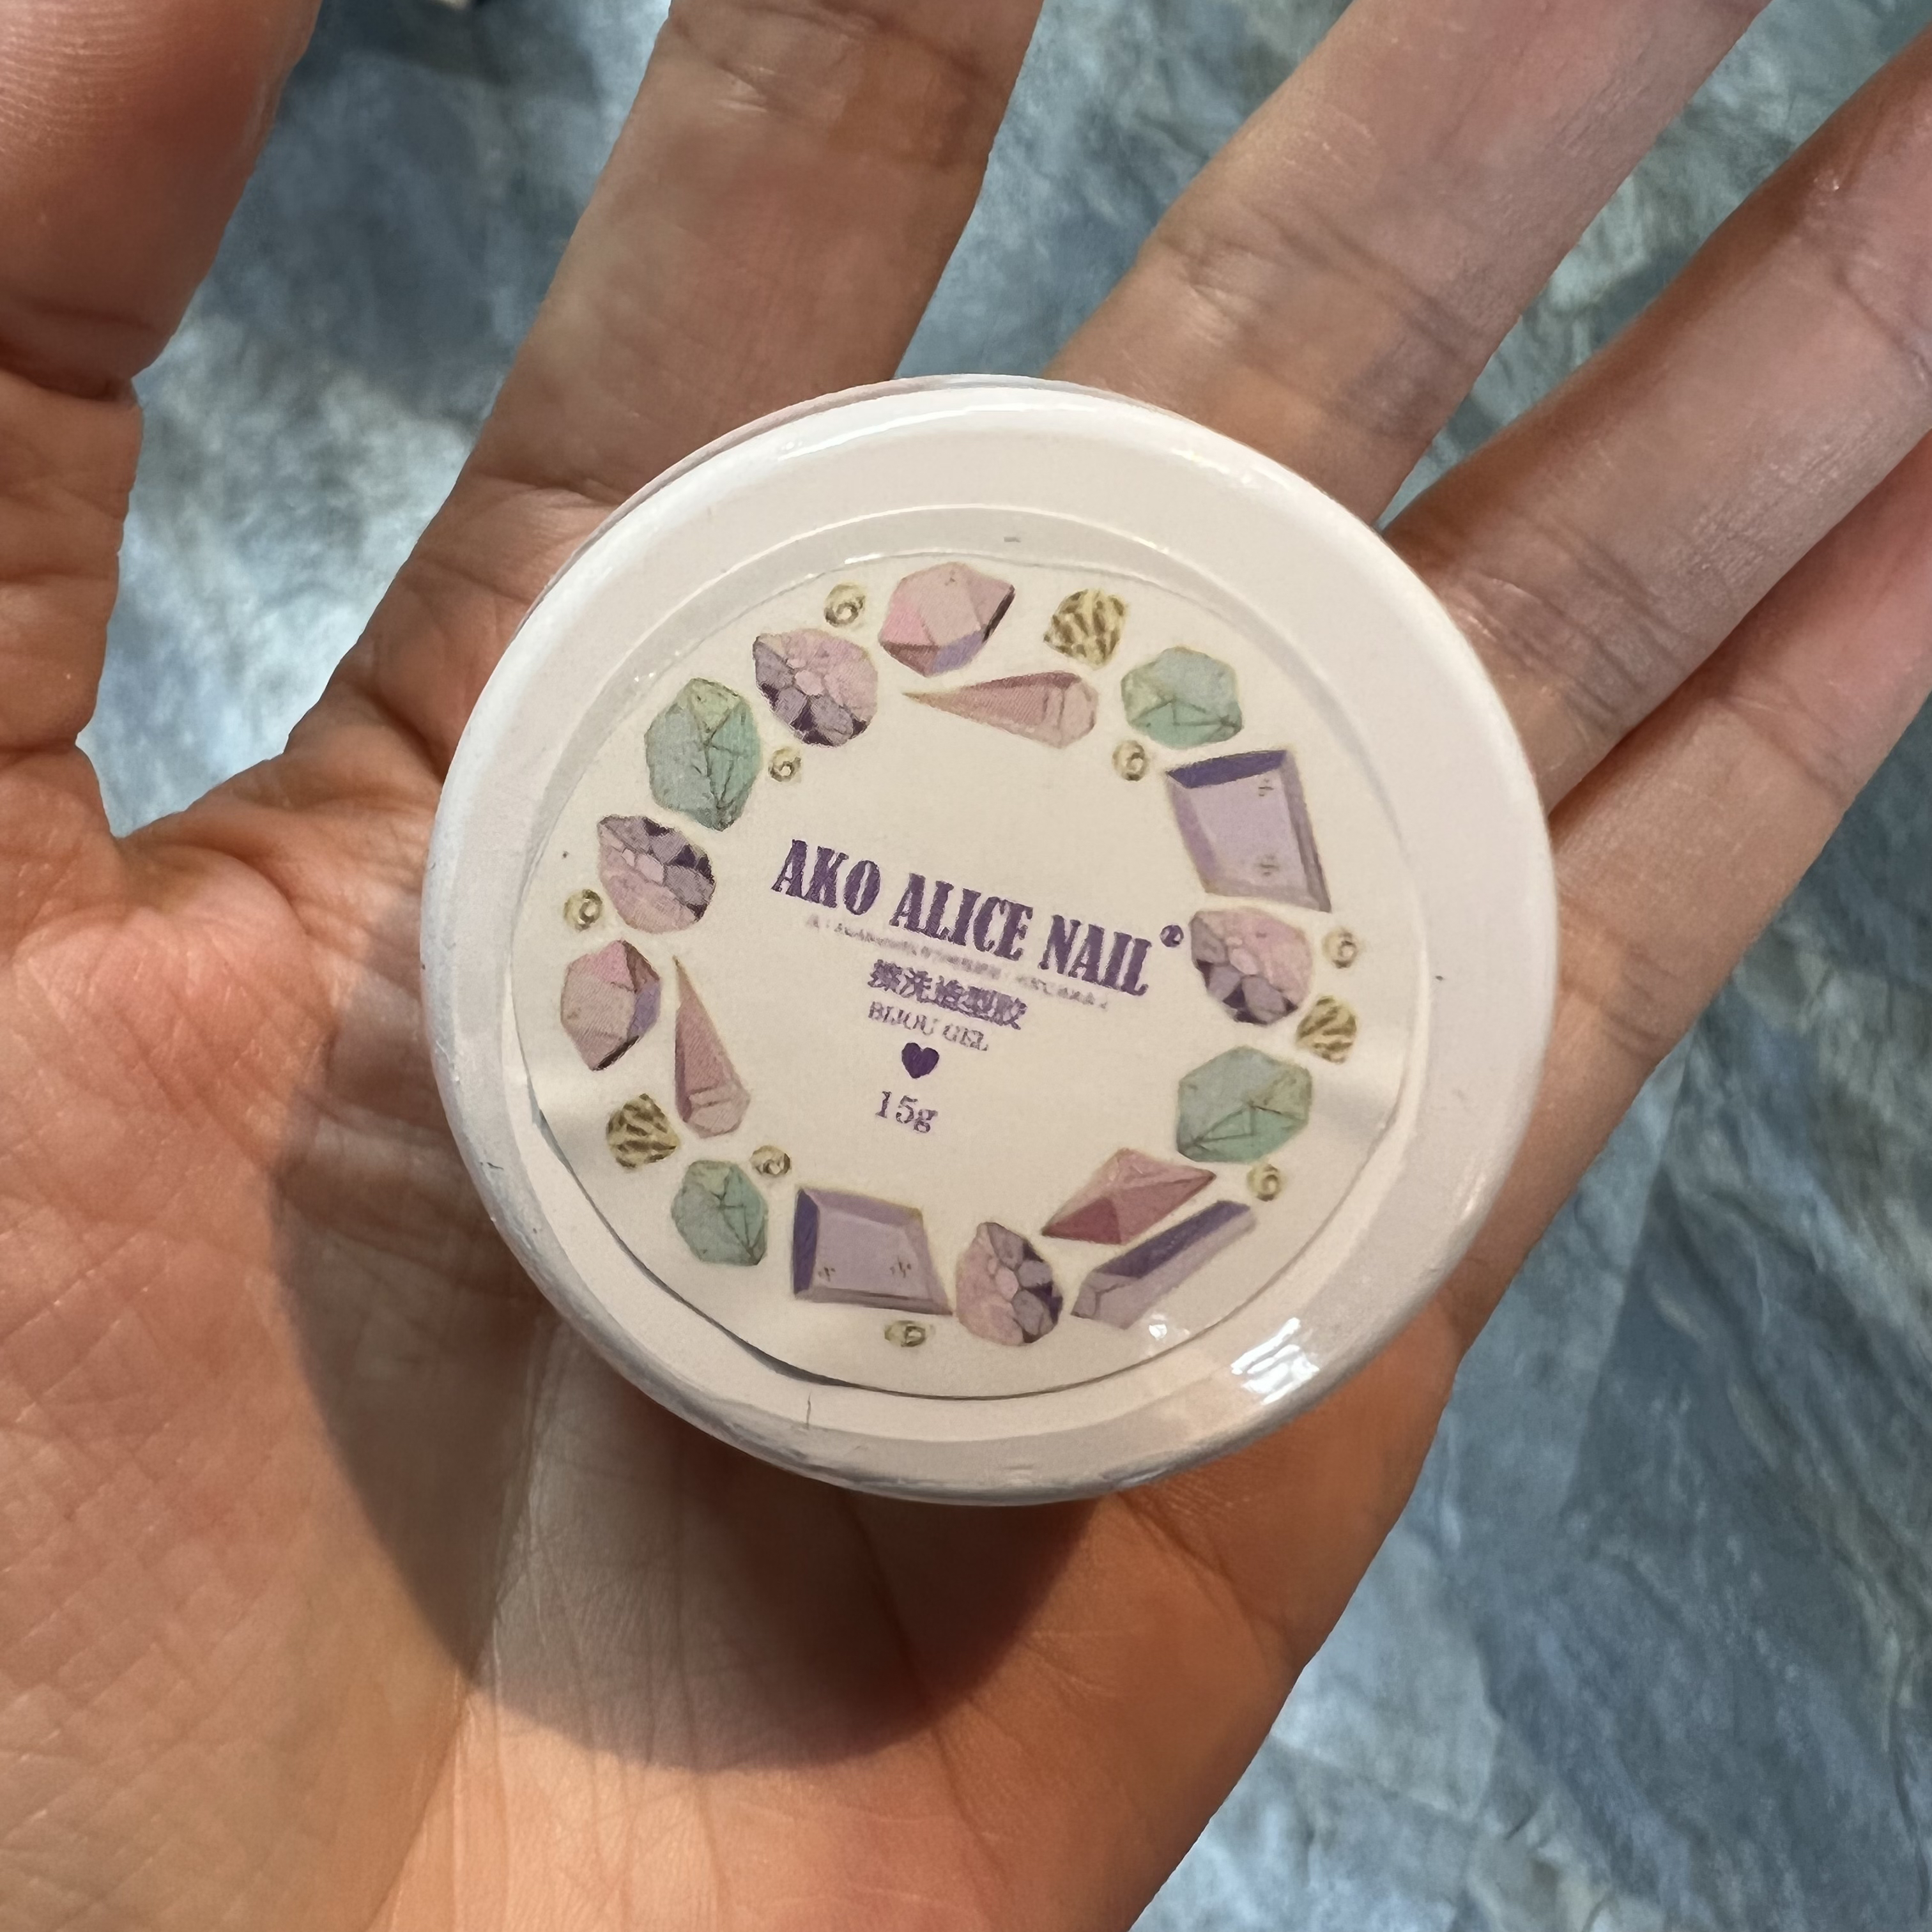 AKO ALICE NAIL®
擦洗造型胶
BIJOU GEL
15g